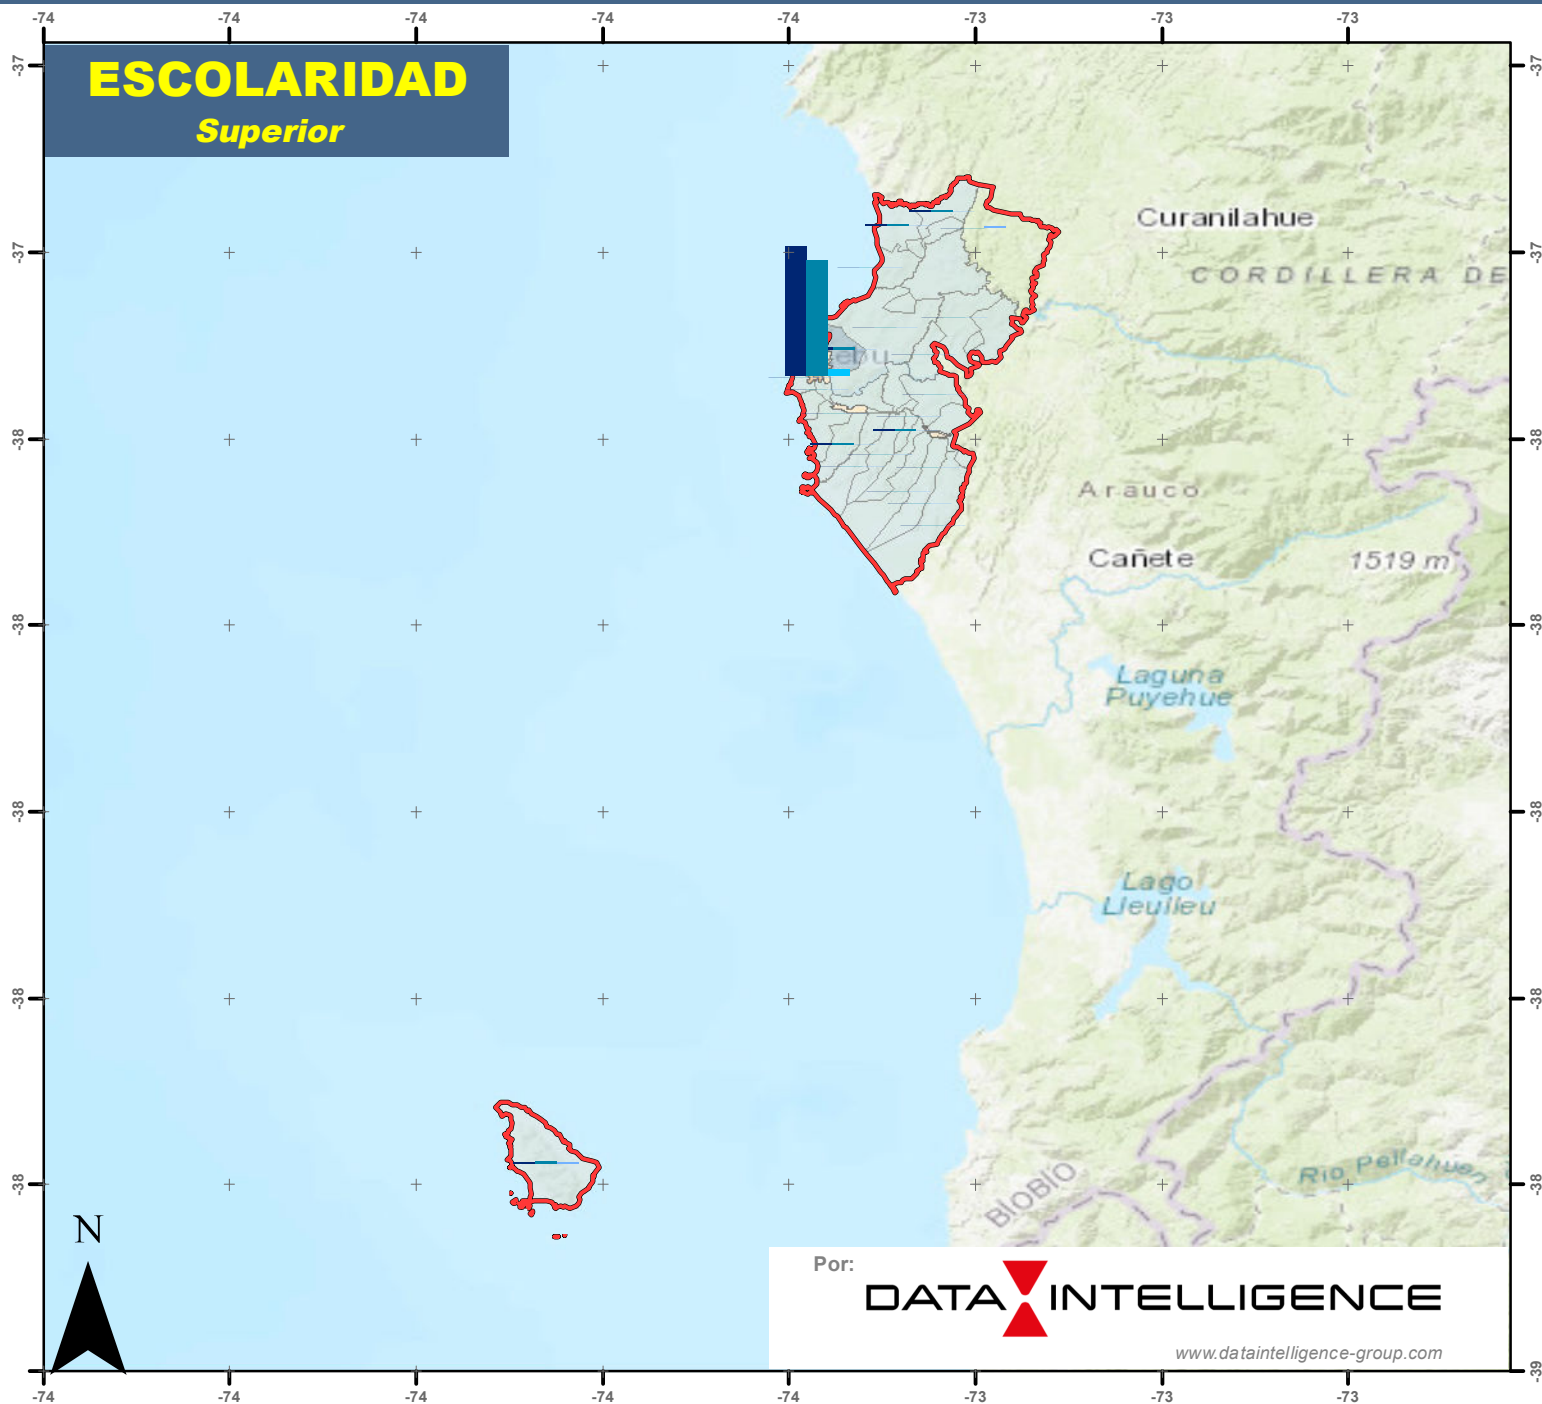 -74 -74 -74 -74 -74 -73 -73 -73
ESCOLARIDAD
Superior
-37
-37
-38
-38
-38
-38
-38
-37
-37
-38
-38
-38
-38
-38
-39
Curanilahue
CORDILLERA DE
ebu
Arauco
Cañete
1519 m
Laguna
Puyehue
Lago
Lleulleu
Rio Pellahuen
BIOBÍO
N
Por:
DATA INTELLIGENCE
www.dataintelligence-group.com
-74 -74 -74 -74 -74 -73 -73 -73